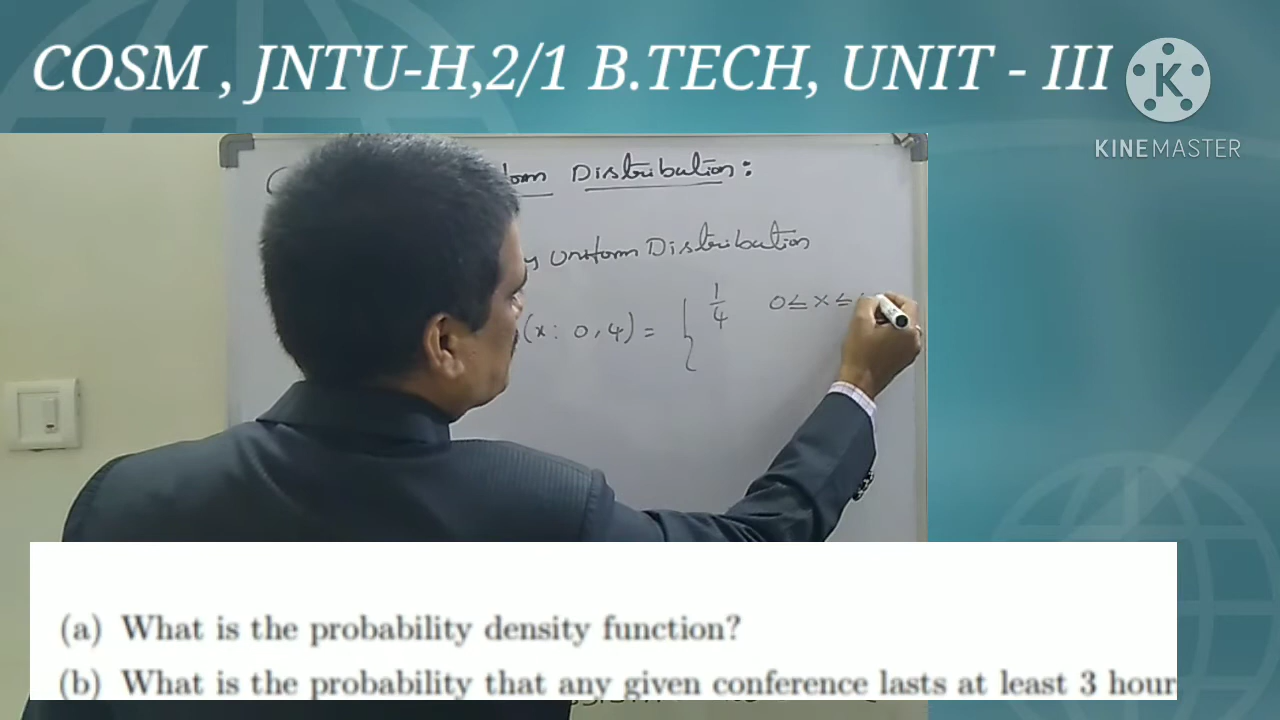 COSM , JNTU-H,2/1 B.TECH, UNIT - III
K
KINEMASTER
Distribution:
Uniform Distribution
(x: 0, 4) = { 1/4 0 ≤ x ≤
(a) What is the probability density function?
(b) What is the probability that any given conference lasts at least 3 hour